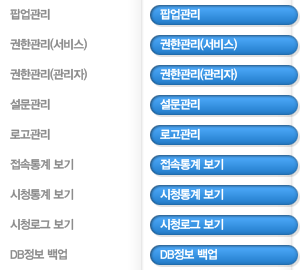 팝업관리 팝업관리
권한관리(서비스) 권한관리(서비스)
권한관리(관리자) 권한관리(관리자)
설문관리 설문관리
로고관리 로고관리
접속통계 보기 접속통계 보기
시청통계 보기 시청통계 보기
시청로그 보기 시청로그 보기
DB정보 백업 DB정보 백업